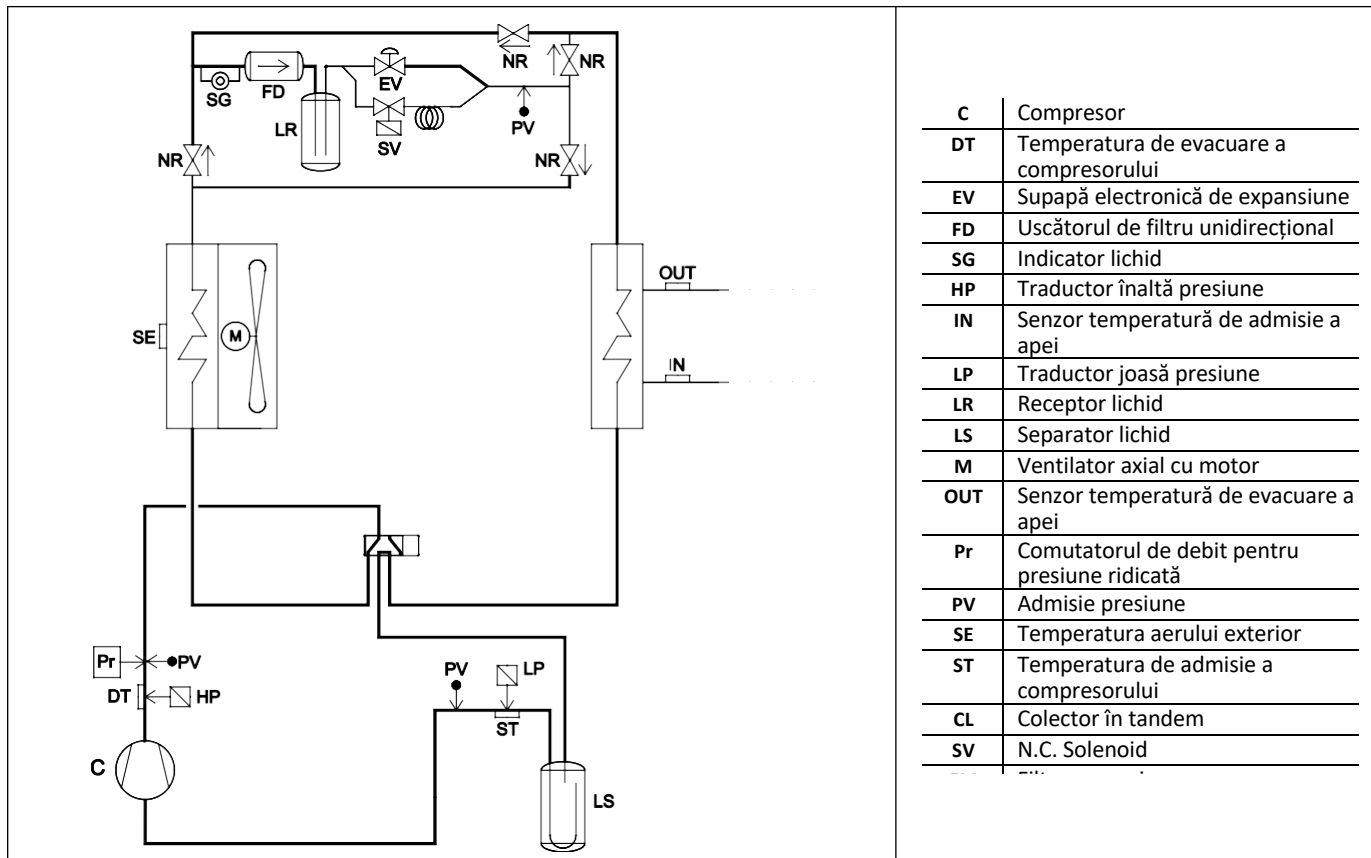 NR
NR
SG
FD
EV
LR
SV
PV
NR
NR
OUT
SE
M
IN
Pr
PV
DT
HP
PV
LP
ST
C
LS
C Compresor
DT Temperatura de evacuare a
compresorului
EV Supapă electronică de expansiune
FD Uscătorul de filtru unidirecțional
SG Indicator lichid
HP Traductor înaltă presiune
IN Senzor temperatură de admisie a
apei
LP Traductor joasă presiune
LR Receptor lichid
LS Separator lichid
M Ventilator axial cu motor
OUT Senzor temperatură de evacuare a
apei
Pr Comutatorul de debit pentru
presiune ridicată
PV Admisie presiune
SE Temperatura aerului exterior
ST Temperatura de admisie a
compresorului
CL Colector în tandem
SV N.C. Solenoid